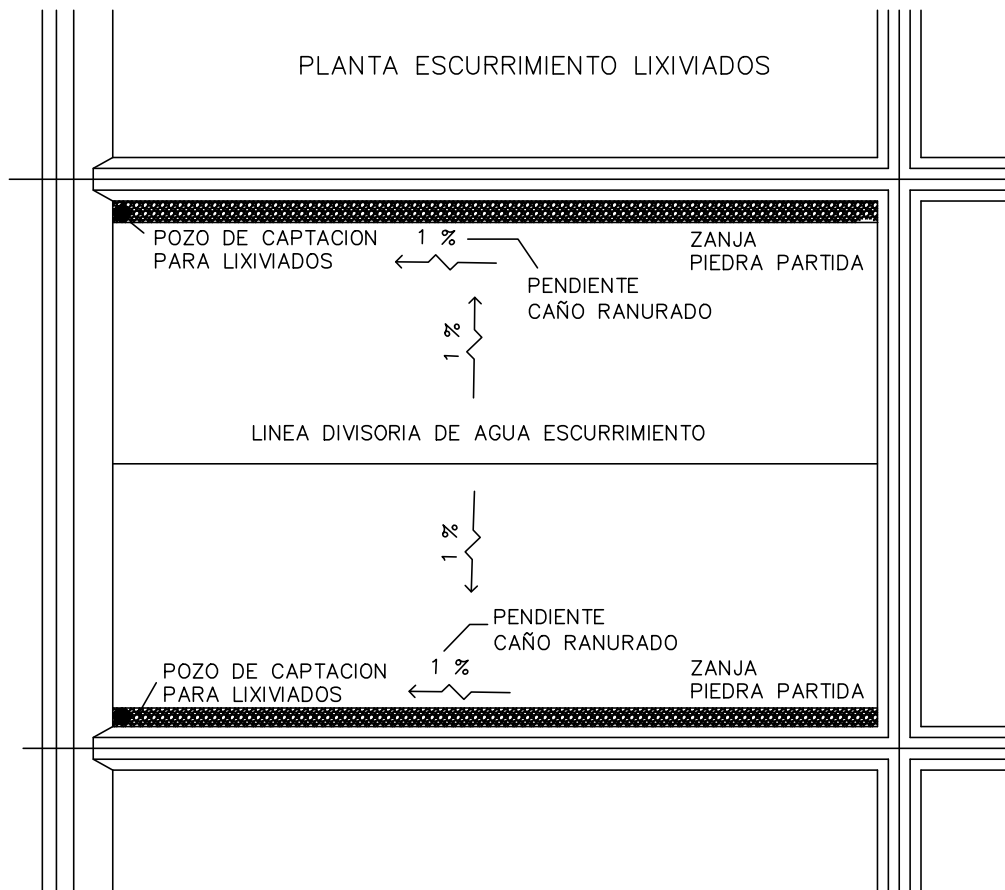 PLANTA ESCURRIMIENTO LIXIVIADOS
POZO DE CAPTACION
PARA LIXIVIADOS
1 %
ZANJA
PIEDRA PARTIDA
PENDIENTE
CAÑO RANURADO
1 %
LINEA DIVISORIA DE AGUA ESCURRIMIENTO
1 %
PENDIENTE
CAÑO RANURADO
POZO DE CAPTACION
PARA LIXIVIADOS
1 %
ZANJA
PIEDRA PARTIDA